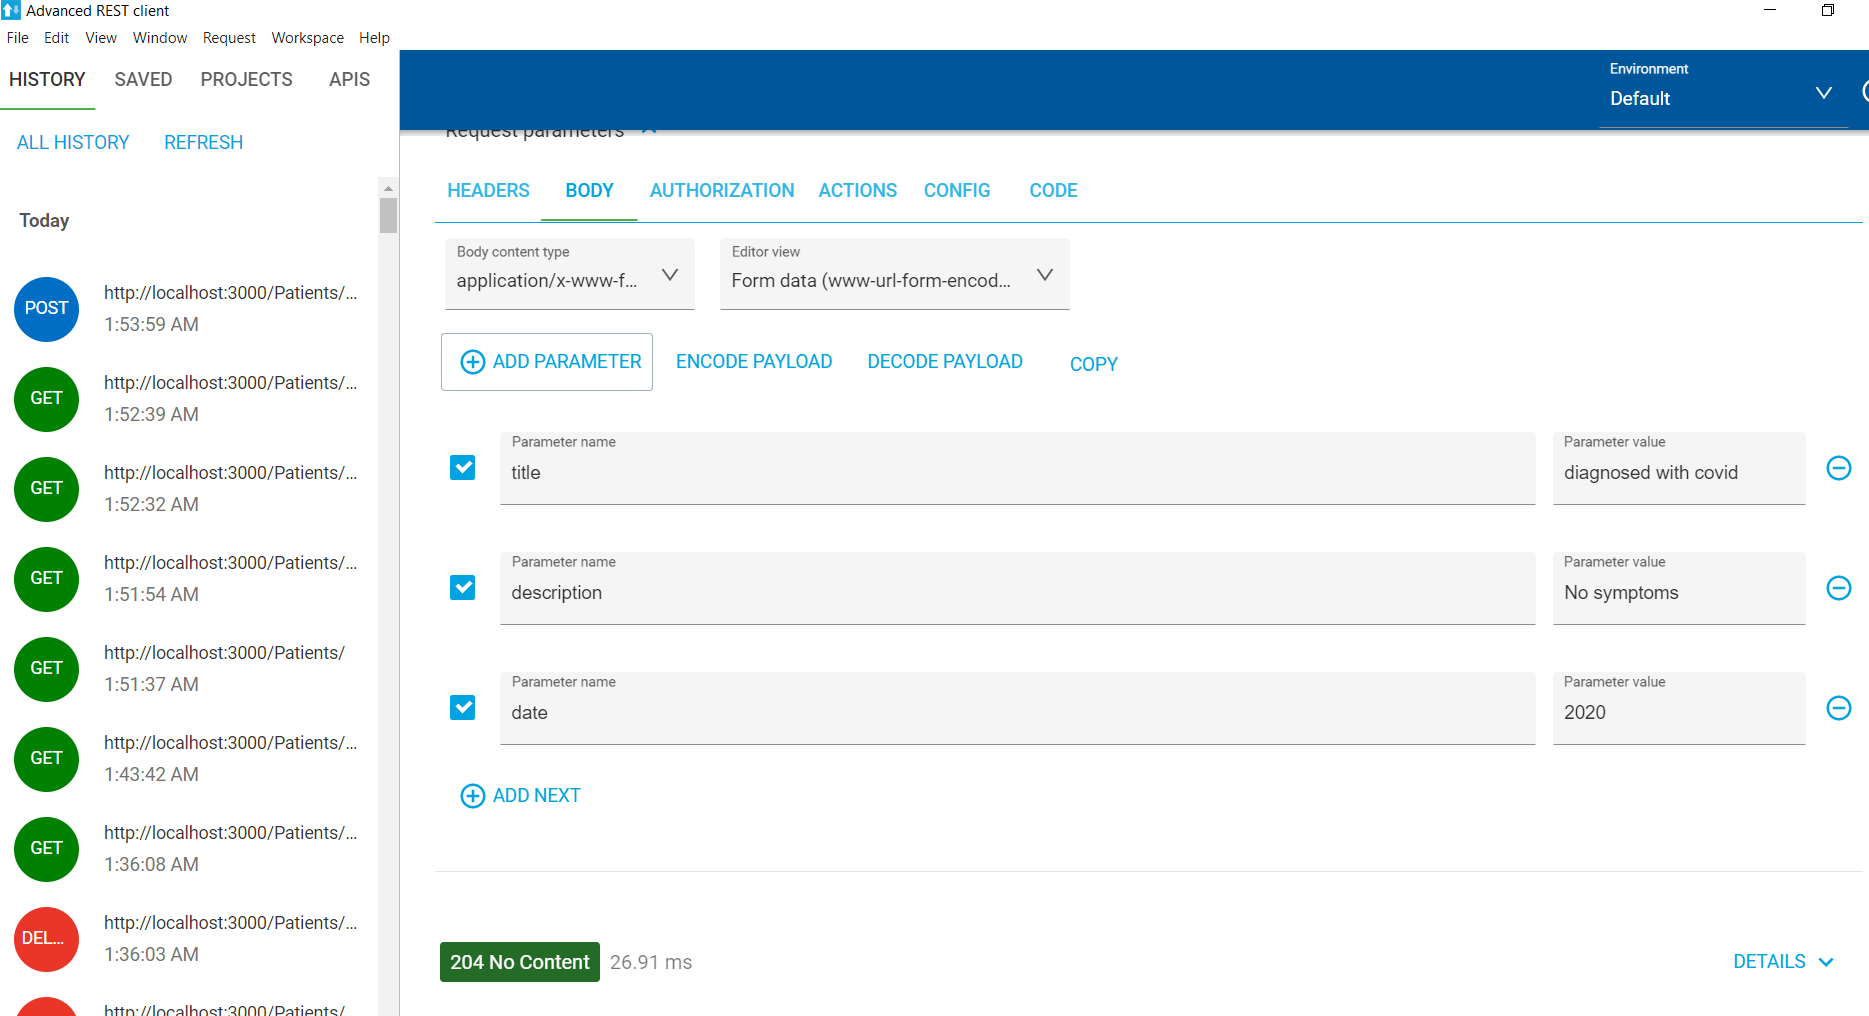 Advanced REST client
File Edit View Window Request Workspace Help
HISTORY SAVED PROJECTS APIS
ALL HISTORY REFRESH
Today
POST http://localhost:3000/Patients/...
1:53:59 AM
GET http://localhost:3000/Patients/...
1:52:39 AM
GET http://localhost:3000/Patients/...
1:52:32 AM
GET http://localhost:3000/Patients/...
1:51:54 AM
GET http://localhost:3000/Patients/
1:51:37 AM
GET http://localhost:3000/Patients/...
1:43:42 AM
GET http://localhost:3000/Patients/...
1:36:08 AM
DEL... http://localhost:3000/Patients/...
1:36:03 AM
http://localhost:3000/Patients/
Environment
Default
Request parameters
HEADERS BODY AUTHORIZATION ACTIONS CONFIG CODE
Body content type
application/x-www-f...
Editor view
Form data (www-url-form-encod...
ADD PARAMETER ENCODE PAYLOAD DECODE PAYLOAD COPY
Parameter name
title
Parameter value
diagnosed with covid
Parameter name
description
Parameter value
No symptoms
Parameter name
date
Parameter value
2020
ADD NEXT
204 No Content 26.91 ms
DETAILS